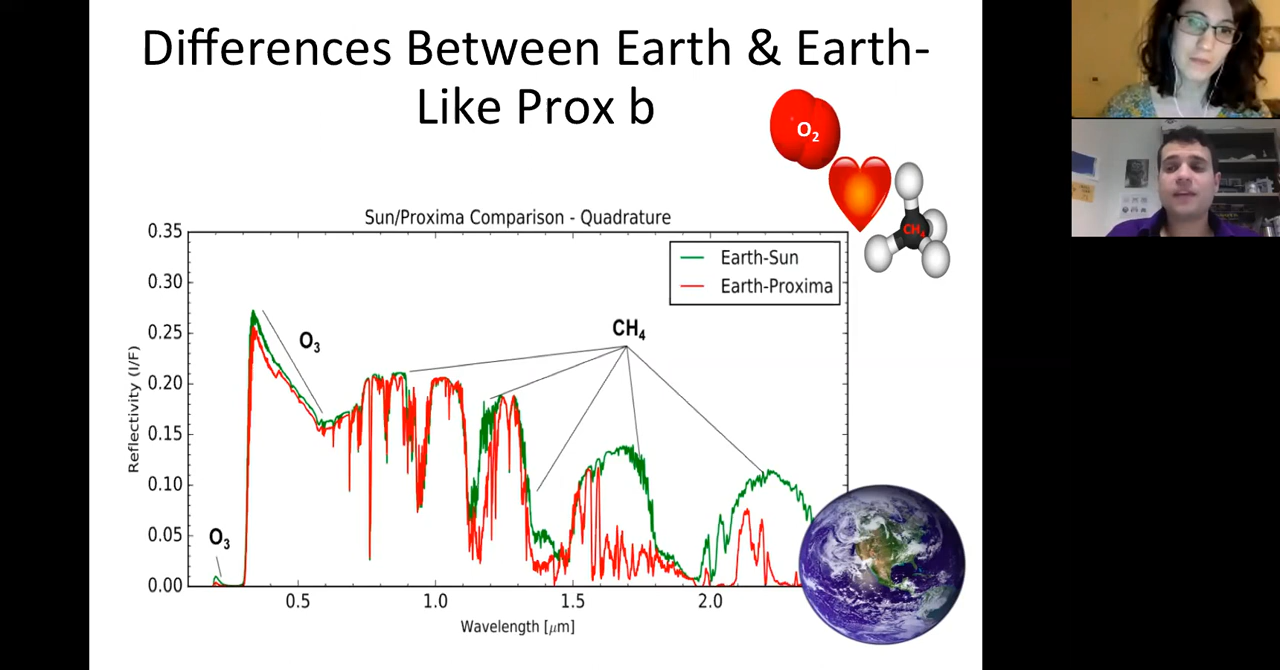 Differences Between Earth & Earth-
Like Prox b
O₂
CH₄
Sun/Proxima Comparison - Quadrature
Earth-Sun
Earth-Proxima
O₃
CH₄
O₃
Reflectivity (I/F)
0.35
0.30
0.25
0.20
0.15
0.10
0.05
0.00
0.5 1.0 1.5 2.0
Wavelength [μm]